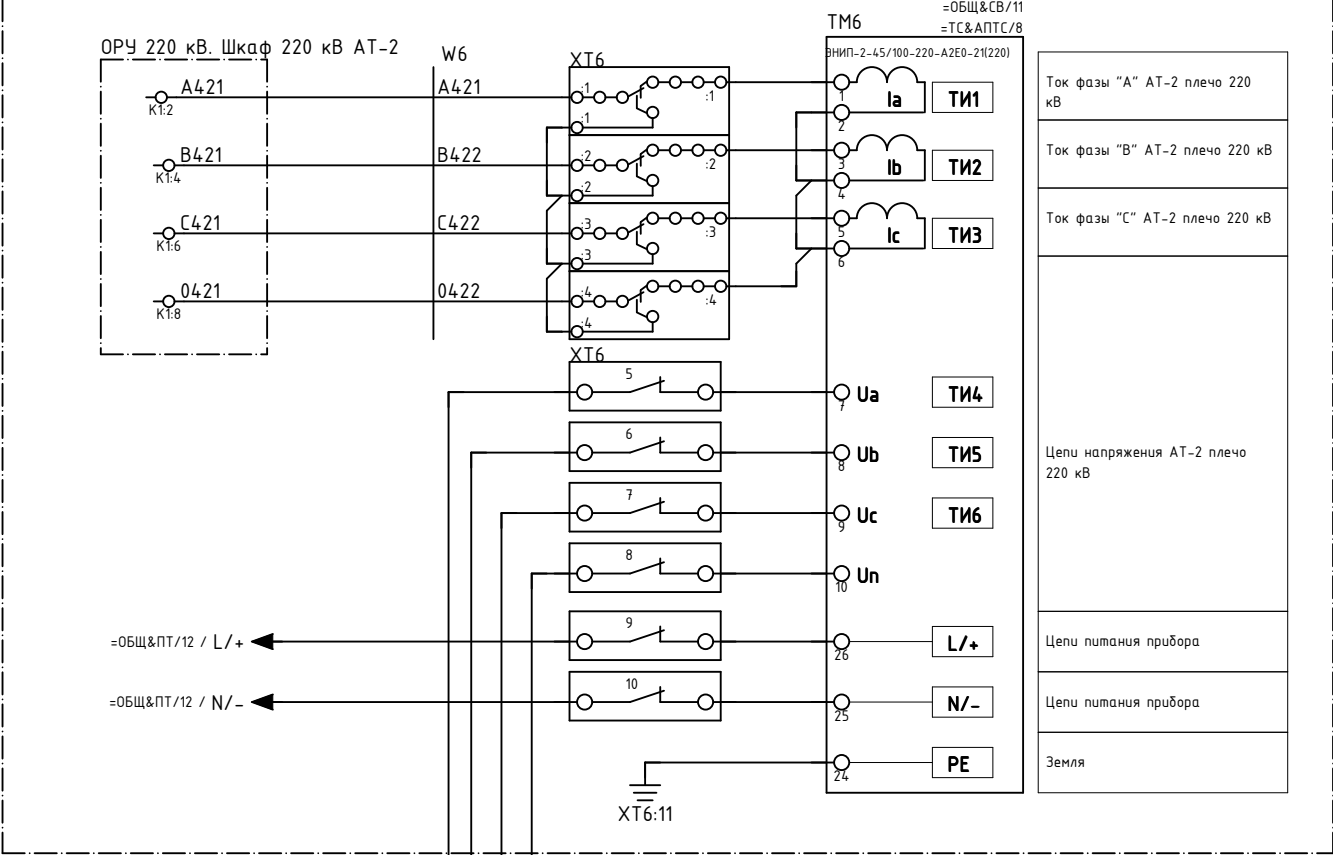 =ОБЩ&СВ/11
=ТС&АПТС/8
ТМ6
ЭНИП-2-45/100-220-А2Е0-21(220)
ОРУ 220 кВ. Шкаф 220 кВ АТ-2
W6
XT6
A421
A421
:1
:1
:1
K1:2
1
Ia
ТИ1
Ток фазы "А" АТ-2 плечо 220
кВ
2
B421
B422
:2
:2
:2
K1:4
3
Ib
ТИ2
Ток фазы "В" АТ-2 плечо 220 кВ
4
C421
C422
:3
:3
:3
K1:6
5
Ic
ТИ3
Ток фазы "С" АТ-2 плечо 220 кВ
6
0421
0422
:4
:4
:4
K1:8
XT6
5
7
Ua
ТИ4
6
8
Ub
ТИ5
Цепи напряжения АТ-2 плечо
220 кВ
7
9
Uc
ТИ6
8
10
Un
=ОБЩ&ПТ/12 / L/+
9
26
L/+
Цепи питания прибора
=ОБЩ&ПТ/12 / N/-
10
25
N/-
Цепи питания прибора
24
PE
Земля
XT6:11